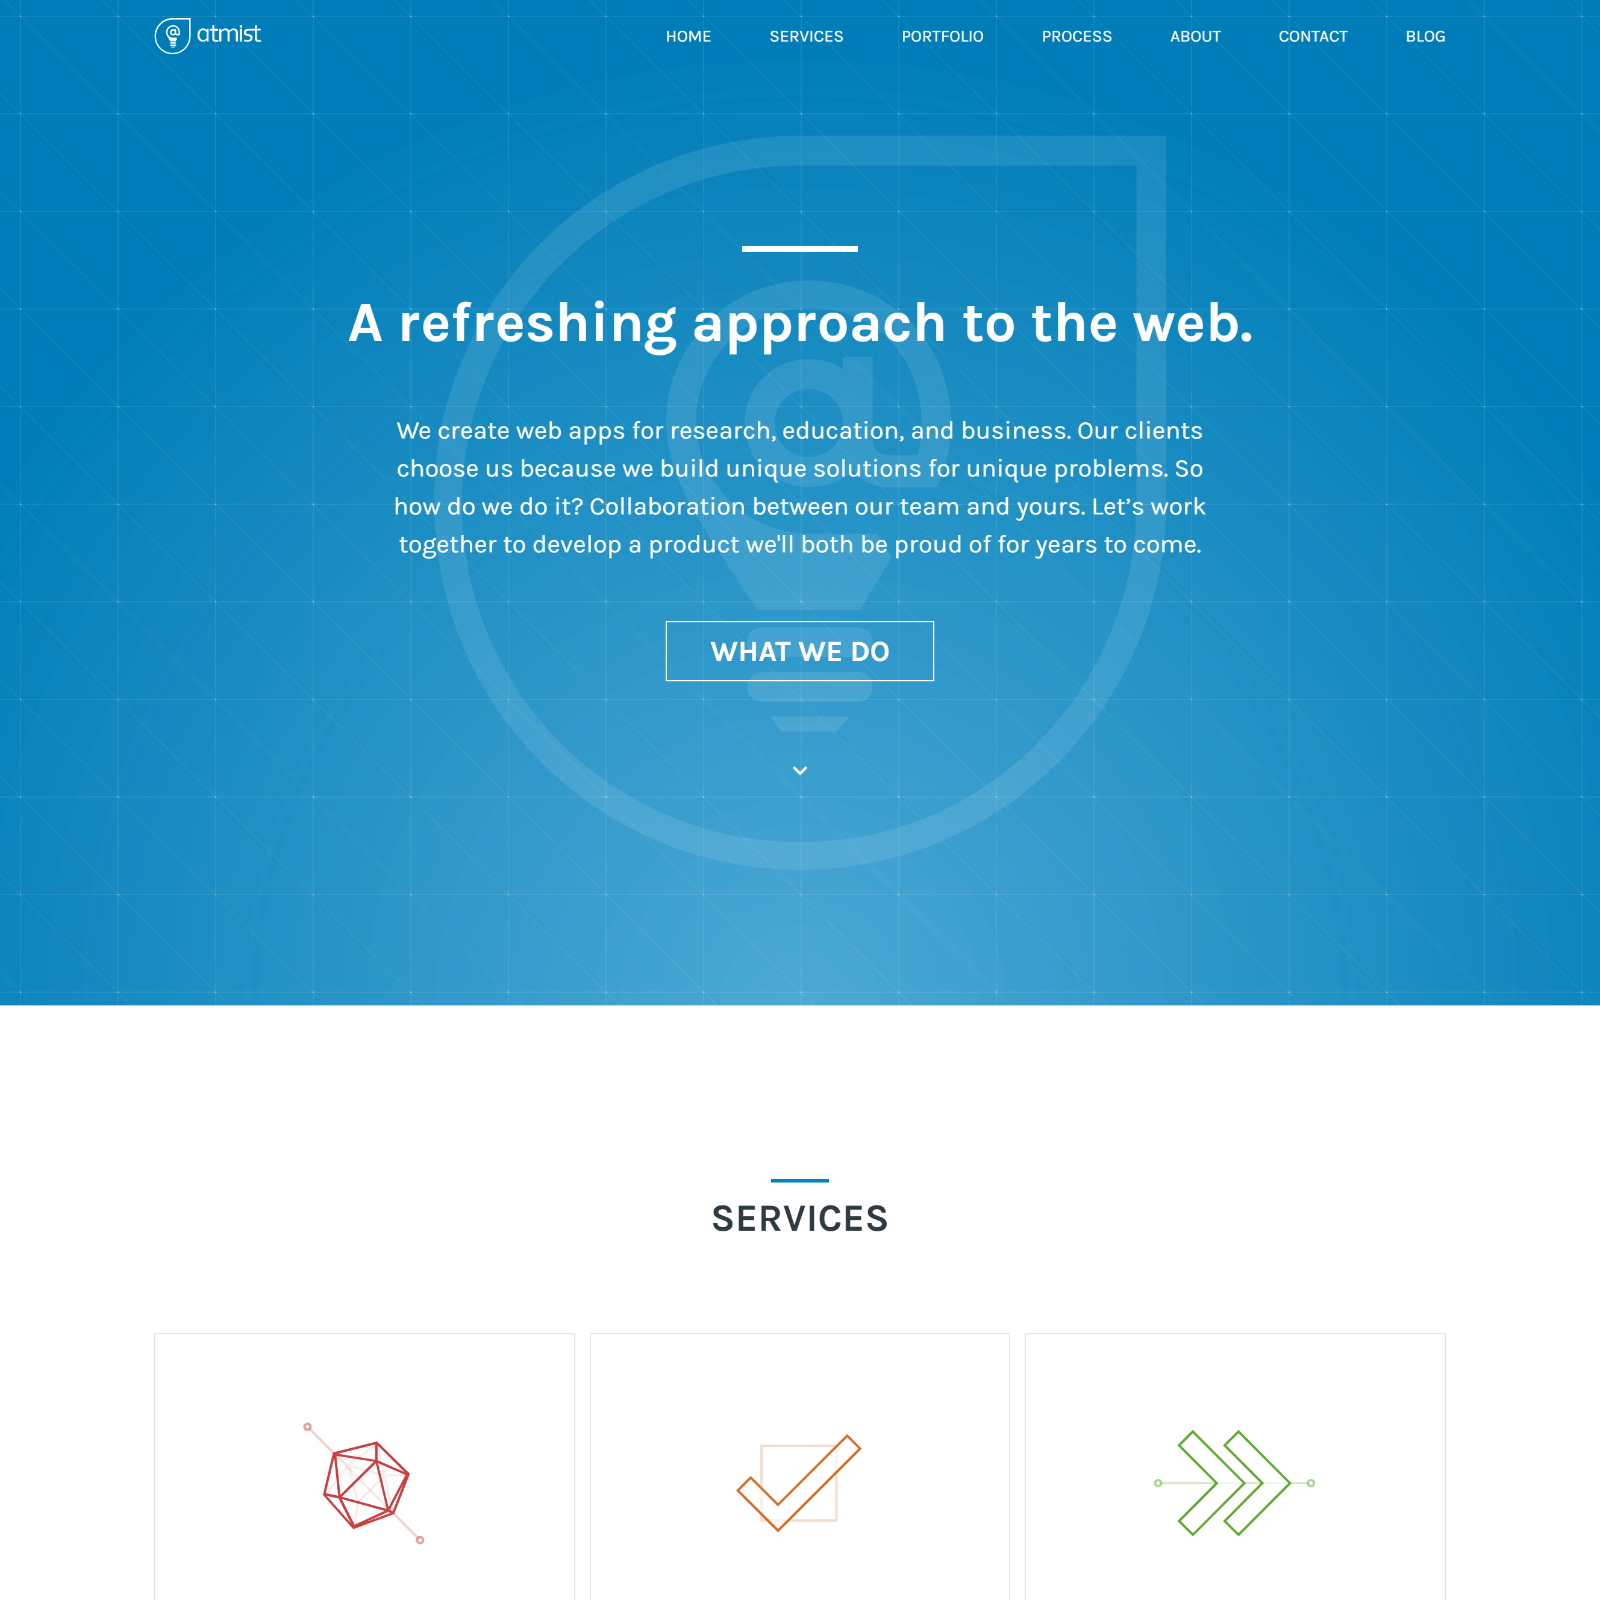 atmist
HOME SERVICES PORTFOLIO PROCESS ABOUT CONTACT BLOG
A refreshing approach to the web.
We create web apps for research, education, and business. Our clients
choose us because we build unique solutions for unique problems. So
how do we do it? Collaboration between our team and yours. Let’s work
together to develop a product we'll both be proud of for years to come.
WHAT WE DO
SERVICES